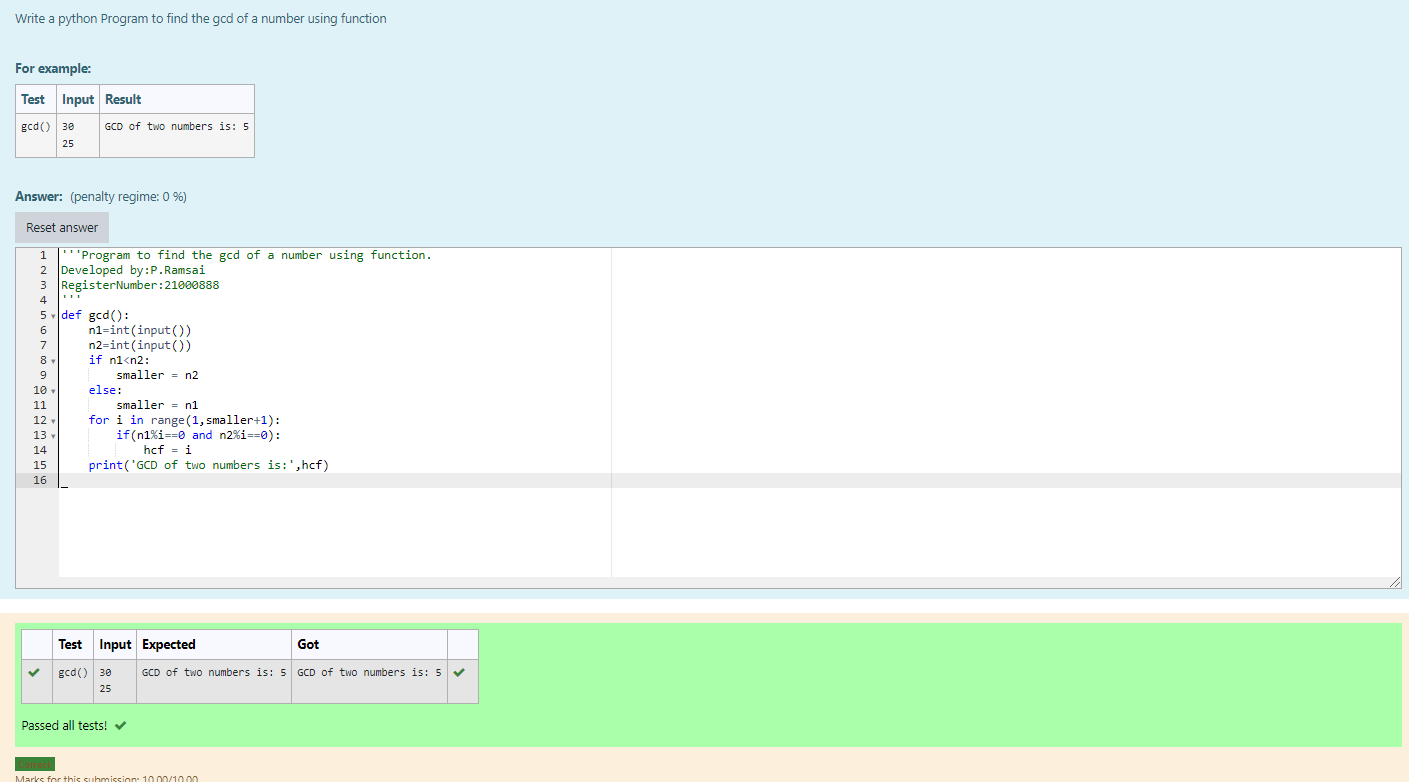 Write a python Program to find the gcd of a number using function
For example:
Test Input Result
gcd() 30 GCD of two numbers is: 5
25
Answer: (penalty regime: 0 %)
Reset answer
1 '''Program to find the gcd of a number using function.
2 Developed by:P.Ramsai
3 RegisterNumber:21000888
4 '''
5 def gcd():
6     n1=int(input())
7     n2=int(input())
8     if n1<n2:
9         smaller = n2
10     else:
11         smaller = n1
12     for i in range(1,smaller+1):
13         if(n1%i==0 and n2%i==0):
14             hcf = i
15     print('GCD of two numbers is:',hcf)
16
Test Input Expected Got
gcd() 30 GCD of two numbers is: 5 GCD of two numbers is: 5
25
Passed all tests!
Correct
Marks for this submission: 10.00/10.00